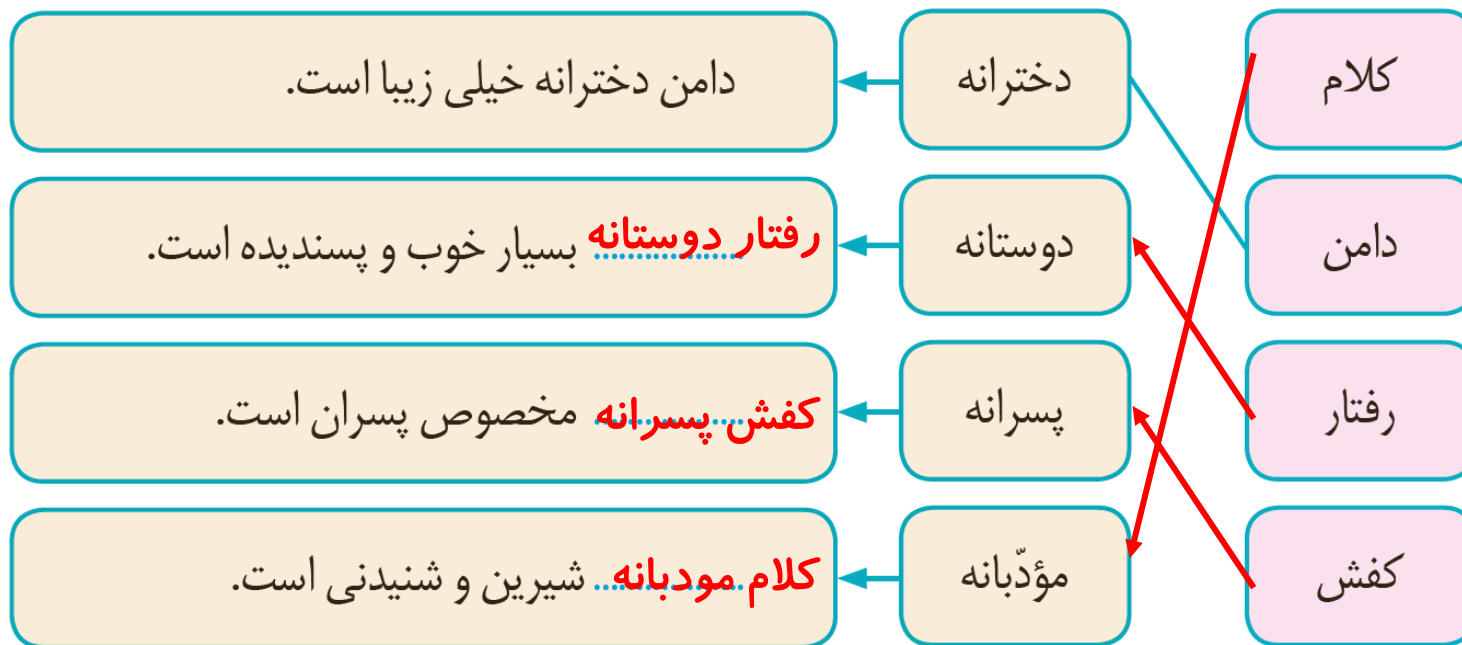 کلام
دخترانه
دامن دخترانه خیلی زیبا است.
دامن
دوستانه
رفتار دوستانه بسیار خوب و پسندیده است.
رفتار
پسرانه
کفش پسرانه مخصوص پسران است.
کفش
مؤدّبانه
کلام مودبانه شیرین و شنیدنی است.